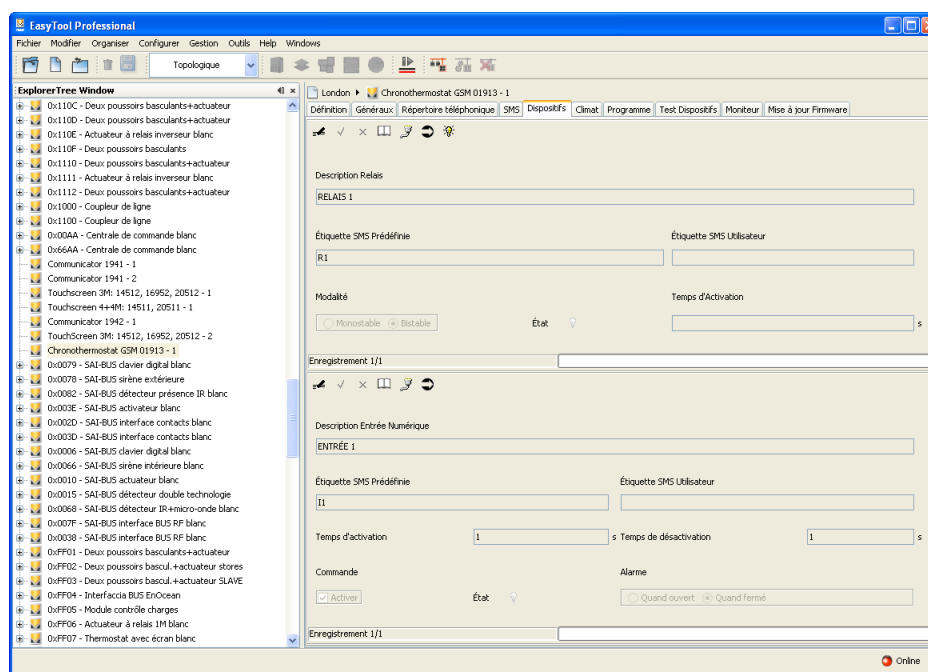 EasyTool Professional
Fichier Modifier Organiser Configurer Gestion Outils Help Windows
Topologique
ExplorerTree Window
0x110C - Deux poussoirs basculants+actuateur
0x110D - Deux poussoirs basculants+actuateur
0x110E - Actuateur à relais inverseur blanc
0x110F - Deux poussoirs basculants
0x1110 - Deux poussoirs basculants+actuateur
0x1111 - Actuateur à relais inverseur blanc
0x1112 - Deux poussoirs basculants+actuateur
0x1000 - Coupleur de ligne
0x1100 - Coupleur de ligne
0x00AA - Centrale de commande blanc
0x66AA - Centrale de commande blanc
Communicator 1941 - 1
Communicator 1941 - 2
Touchscreen 3M: 14512, 16952, 20512 - 1
Touchscreen 4+4M: 14511, 20511 - 1
Communicator 1942 - 1
TouchScreen 3M: 14512, 16952, 20512 - 2
Chronothermostat GSM 01913 - 1
0x0079 - SAI-BUS clavier digital blanc
0x0078 - SAI-BUS sirène extérieure
0x0082 - SAI-BUS détecteur présence IR blanc
0x003E - SAI-BUS activateur blanc
0x002D - SAI-BUS interface contacts blanc
0x003D - SAI-BUS interface contacts blanc
0x0006 - SAI-BUS clavier digital blanc
0x0066 - SAI-BUS sirène intérieure blanc
0x0010 - SAI-BUS actuateur blanc
0x0015 - SAI-BUS détecteur double technologie
0x0068 - SAI-BUS détecteur IR+micro-onde blanc
0x007F - SAI-BUS interface BUS RF blanc
0x0038 - SAI-BUS interface BUS RF blanc
0xFF01 - Deux poussoirs basculants+actuateur
0xFF02 - Deux poussoirs bascul.+actuateur stores
0xFF03 - Deux poussoirs bascul.+actuateur SLAVE
0xFF04 - Interfaccia BUS EnOcean
0xFF05 - Module contrôle charges
0xFF06 - Actuateur à relais 1M blanc
0xFF07 - Thermostat avec écran blanc
London Chronothermostat GSM 01913 - 1
Définition Généraux Répertoire téléphonique SMS Dispositifs Climat Programme Test Dispositifs Moniteur Mise à jour Firmware
Description Relais
RELAIS 1
Étiquette SMS Prédéfinie Étiquette SMS Utilisateur
R1
Modalité Temps d'Activation
Monostable Bistable État s
Enregistrement 1/1
Description Entrée Numérique
ENTRÉE 1
Étiquette SMS Prédéfinie Étiquette SMS Utilisateur
I1
Temps d'activation 1 s Temps de désactivation 1 s
Commande Alarme
Activer État Quand ouvert Quand fermé
Enregistrement 1/1
Online